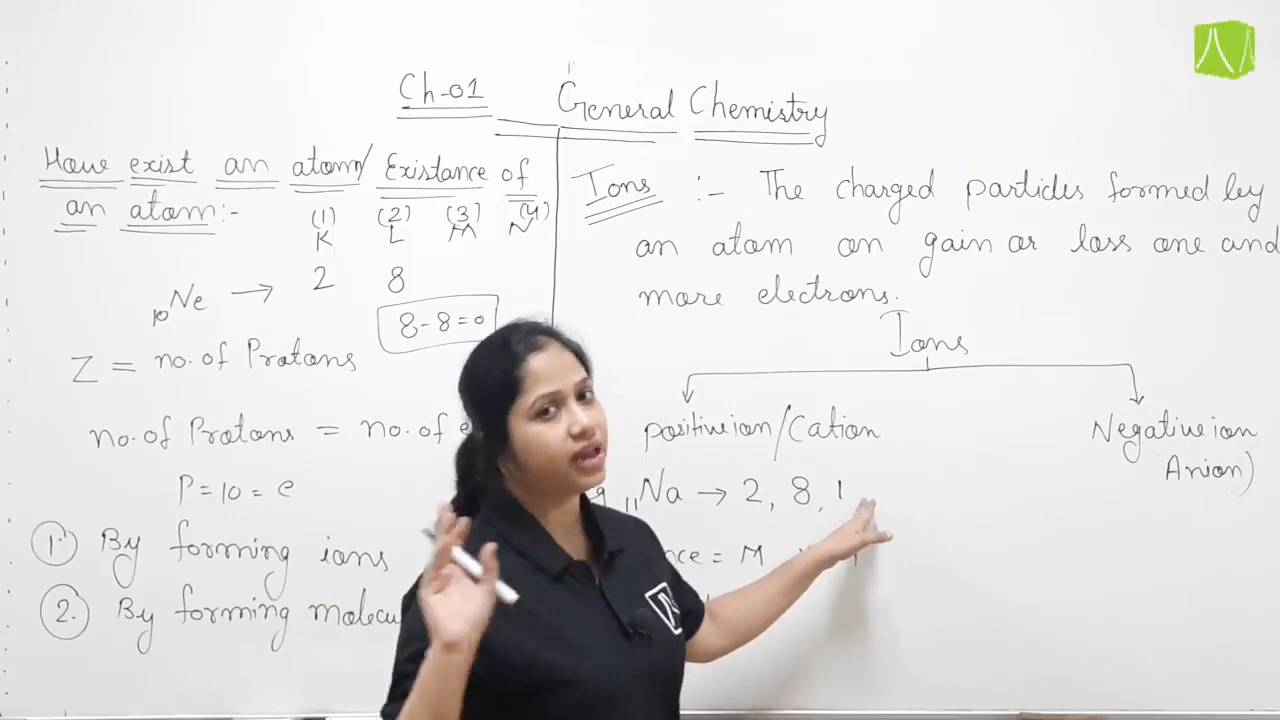 Ch-01 General Chemistry
How exist an atom/ Existance of
an atom:-
(1) (2) (3) (4)
K L M N
10Ne → 2 8
8-8=0
Z = no. of Protons
no. of Protons = no. of e
P = 10 = e
1. By forming ions
2. By forming molecu
Ions :- The charged particles formed by
an atom on gain or loss one and
more electrons.
Ions
positive ion/Cation
Negative ion
Anion)
11Na → 2, 8, 1
nce = M